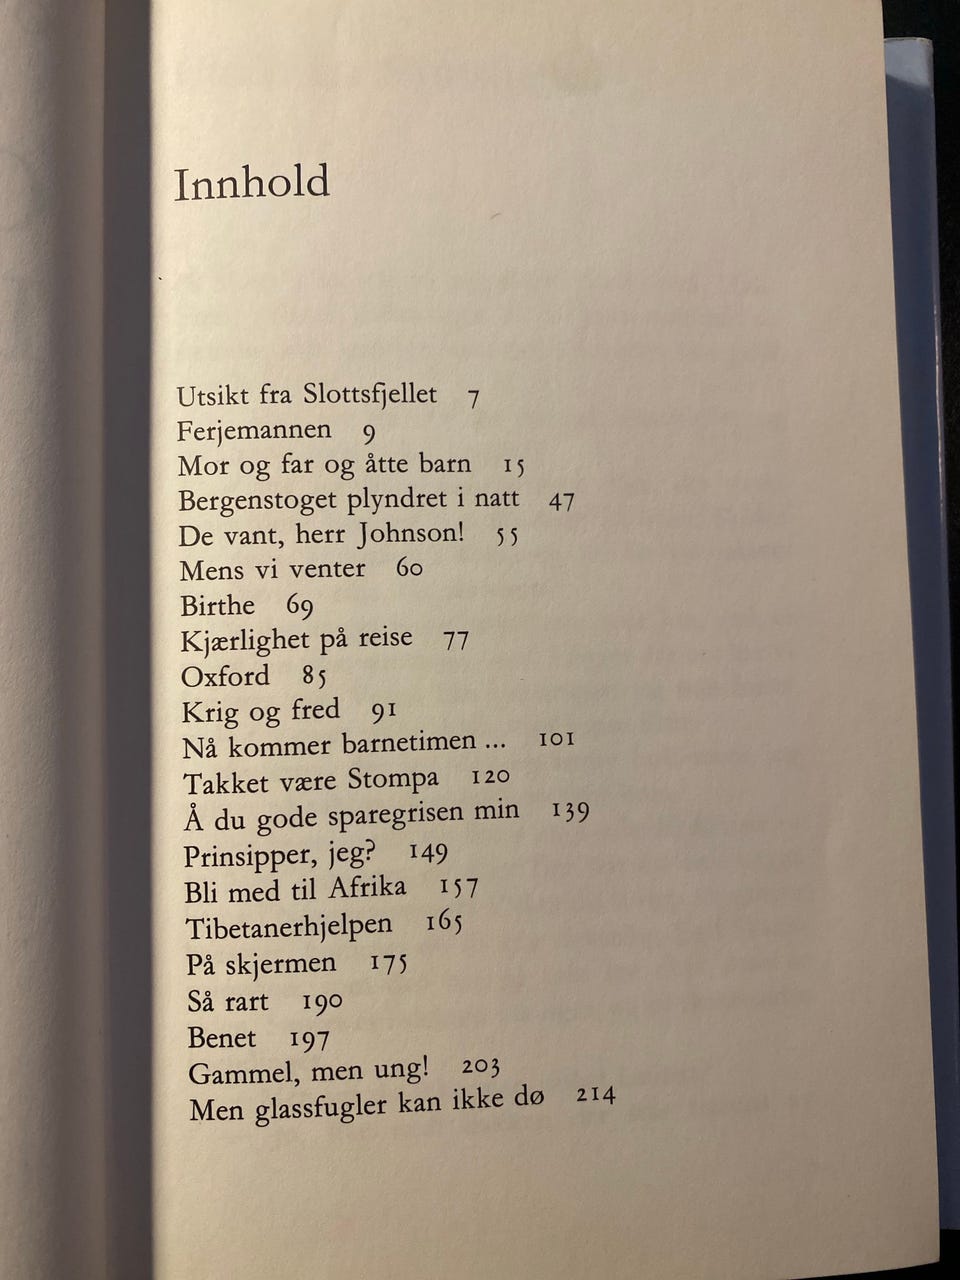 Innhold
Utsikt fra Slottsfjellet 7
Ferjemannen 9
Mor og far og åtte barn 15
Bergenstoget plyndret i natt 47
De vant, herr Johnson! 55
Mens vi venter 60
Birthe 69
Kjærlighet på reise 77
Oxford 85
Krig og fred 91
Nå kommer barnetimen ... 101
Takket være Stompa 120
Å du gode sparegrisen min 139
Prinsipper, jeg? 149
Bli med til Afrika 157
Tibetanerhjelpen 165
På skjermen 175
Så rart 190
Benet 197
Gammel, men ung! 203
Men glassfugler kan ikke dø 214